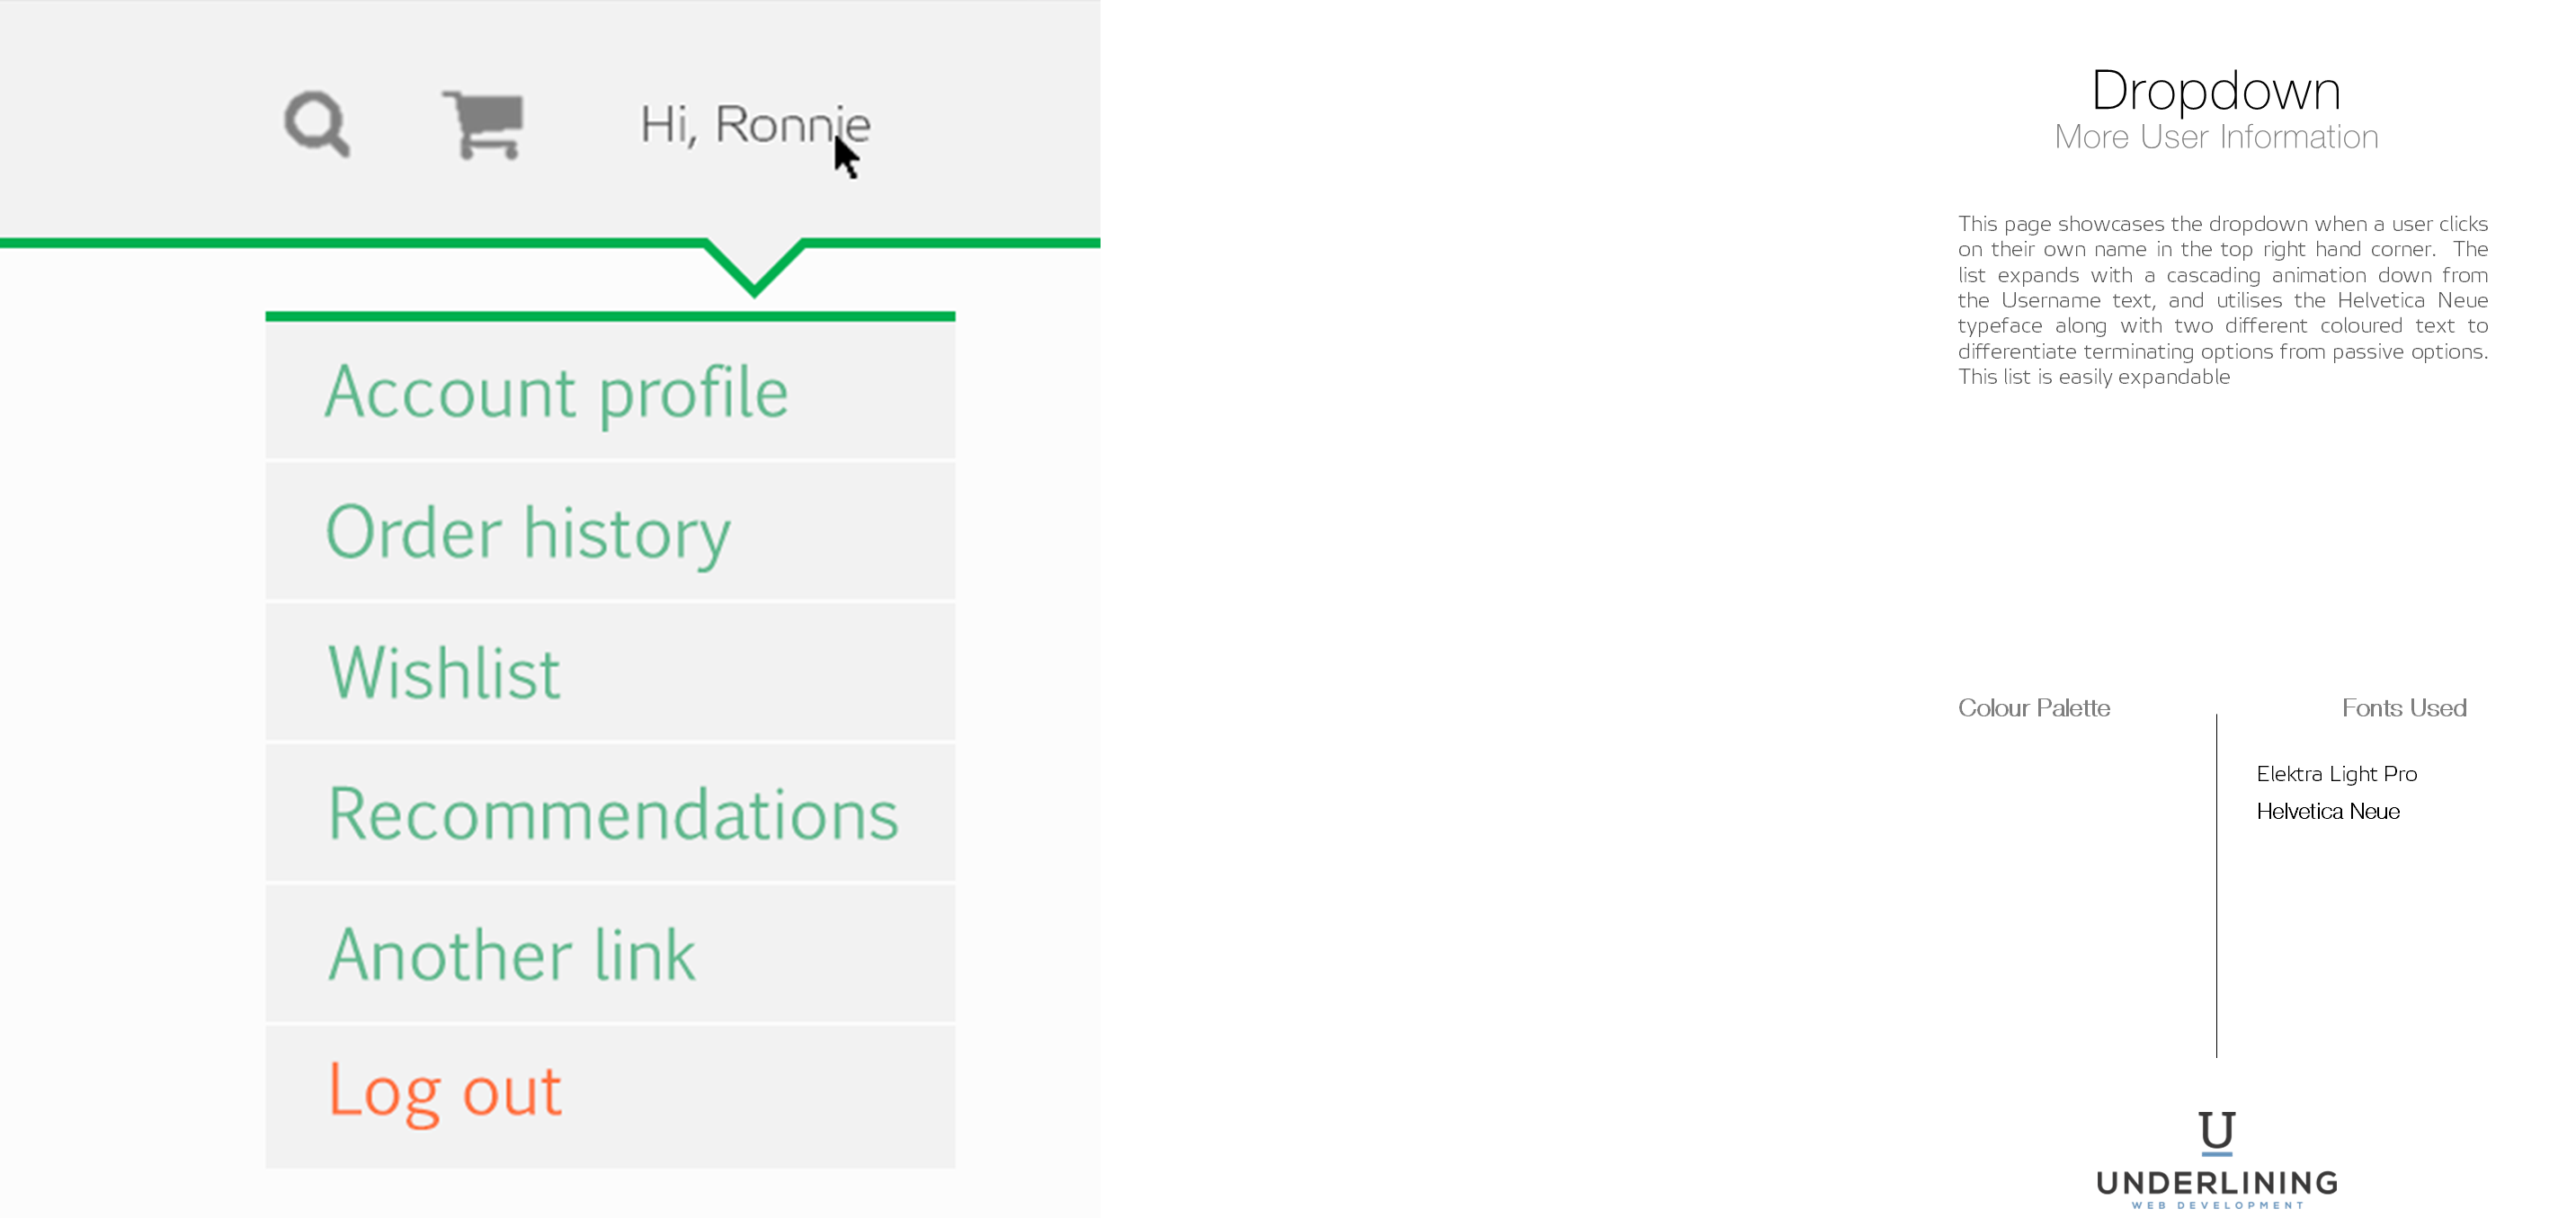 Hi, Ronnie
Account profile
Order history
Wishlist
Recommendations
Another link
Log out
Dropdown
More User Information
This page showcases the dropdown when a user clicks
on their own name in the top right hand corner.  The
list expands with a cascading animation down from
the Username text, and utilises the Helvetica Neue
typeface along with two different coloured text to
differentiate terminating options from passive options.
This list is easily expandable
Colour Palette
Fonts Used
Elektra Light Pro
Helvetica Neue
U
UNDERLINING
WEB DEVELOPMENT